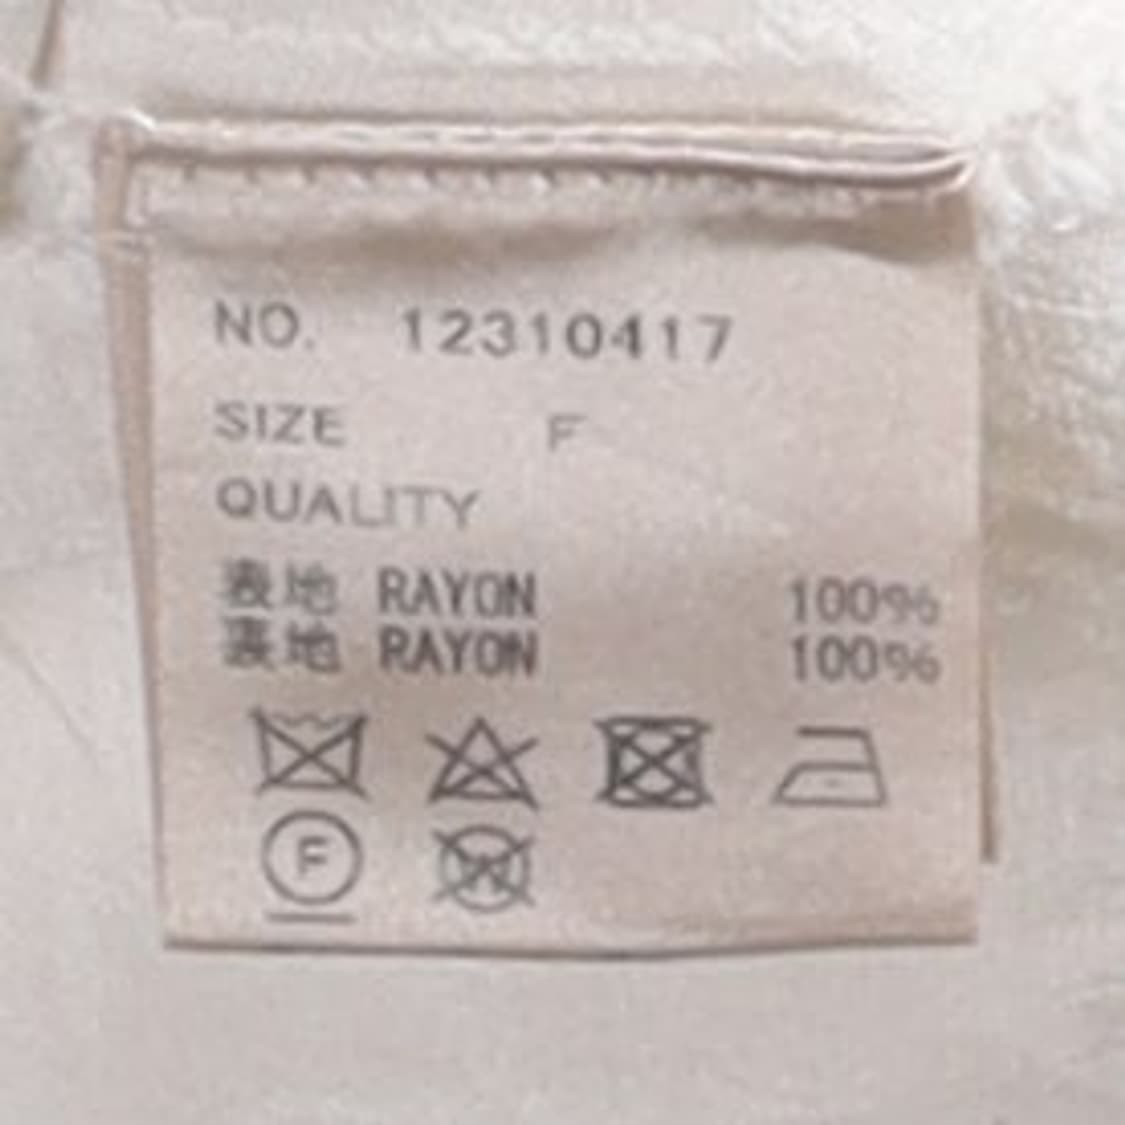 NO. 12310417
SIZE F
QUALITY
表地 RAYON 100%
裏地 RAYON 100%
F
W